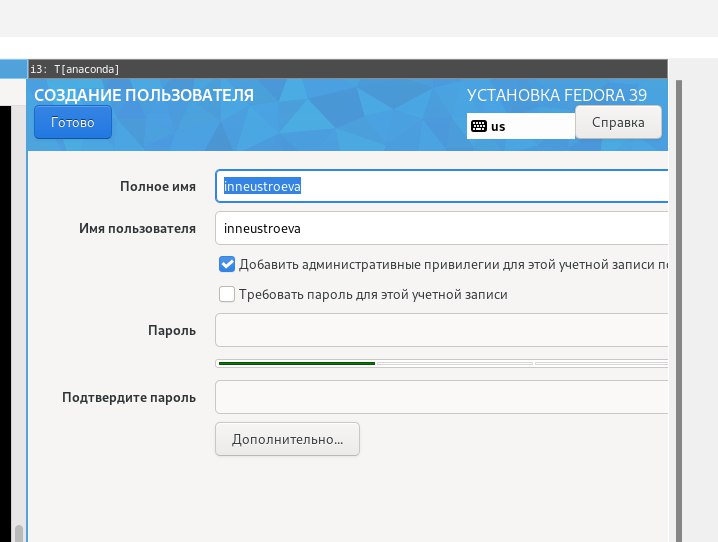 i3: T[anaconda]
СОЗДАНИЕ ПОЛЬЗОВАТЕЛЯ
УСТАНОВКА FEDORA 39
Готово
us
Справка
Полное имя
inneustroeva
Имя пользователя
inneustroeva
Добавить административные привилегии для этой учетной записи
Требовать пароль для этой учетной записи
Пароль
Подтвердите пароль
Дополнительно...